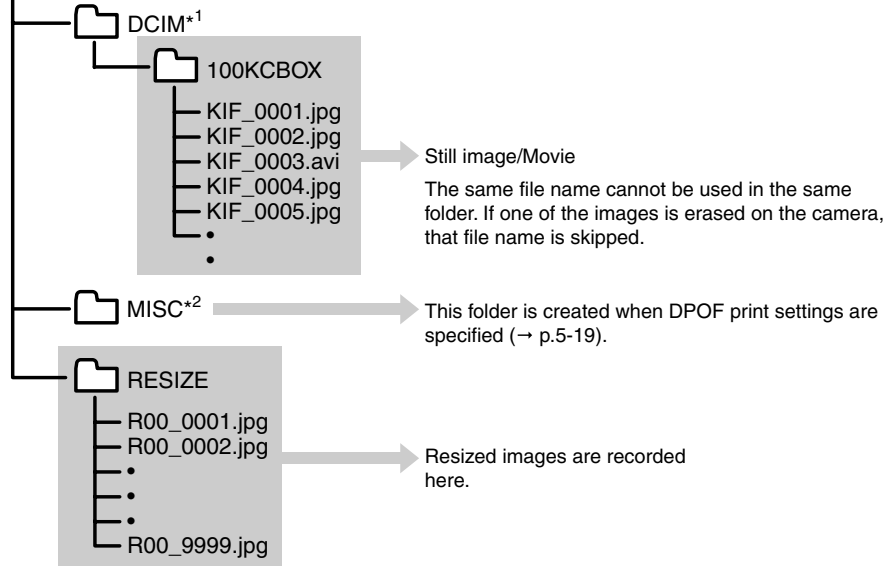 DCIM*1
100KCBOX
KIF_0001.jpg
KIF_0002.jpg
KIF_0003.avi
KIF_0004.jpg
KIF_0005.jpg
•
•
Still image/Movie
The same file name cannot be used in the same
folder. If one of the images is erased on the camera,
that file name is skipped.
MISC*2
This folder is created when DPOF print settings are
specified (→ p.5-19).
RESIZE
R00_0001.jpg
R00_0002.jpg
•
•
•
R00_9999.jpg
Resized images are recorded
here.